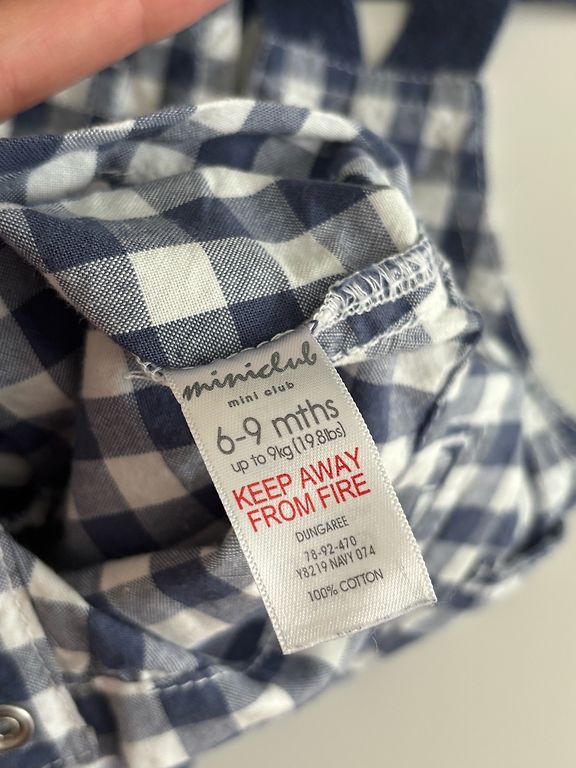 miniclub
mini club
6-9 mths
up to 9kg (19.8lbs)
KEEP AWAY
FROM FIRE
DUNGAREE
78-92-470
Y8219 NAVY 074
100% COTTON